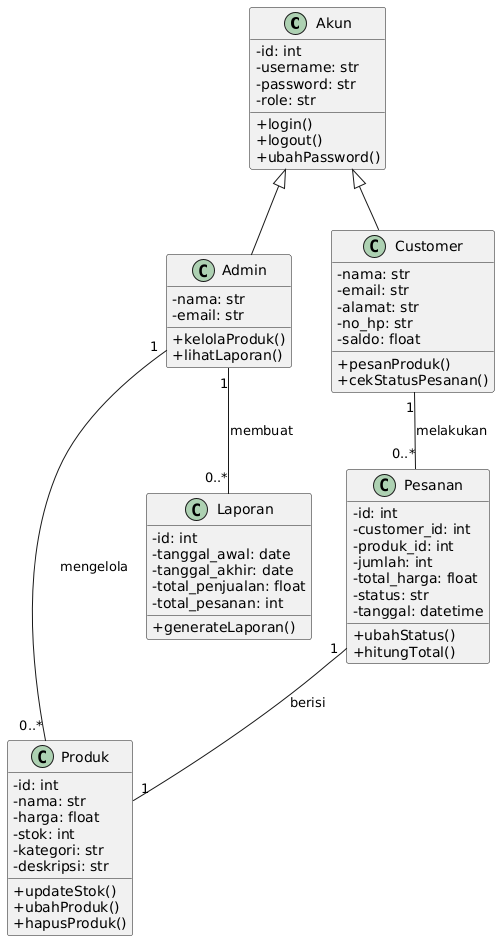 C Akun
-id: int
-username: str
-password: str
-role: str
+login()
+logout()
+ubahPassword()
C Admin
-nama: str
-email: str
+kelolaProduk()
+lihatLaporan()
C Customer
-nama: str
-email: str
-alamat: str
-no_hp: str
-saldo: float
+pesanProduk()
+cekStatusPesanan()
1
1
membuat
0..*
1
melakukan
0..*
C Laporan
-id: int
-tanggal_awal: date
-tanggal_akhir: date
-total_penjualan: float
-total_pesanan: int
+generateLaporan()
C Pesanan
-id: int
-customer_id: int
-produk_id: int
-jumlah: int
-total_harga: float
-status: str
-tanggal: datetime
+ubahStatus()
+hitungTotal()
mengelola
0..*
1
berisi
1
C Produk
-id: int
-nama: str
-harga: float
-stok: int
-kategori: str
-deskripsi: str
+updateStok()
+ubahProduk()
+hapusProduk()